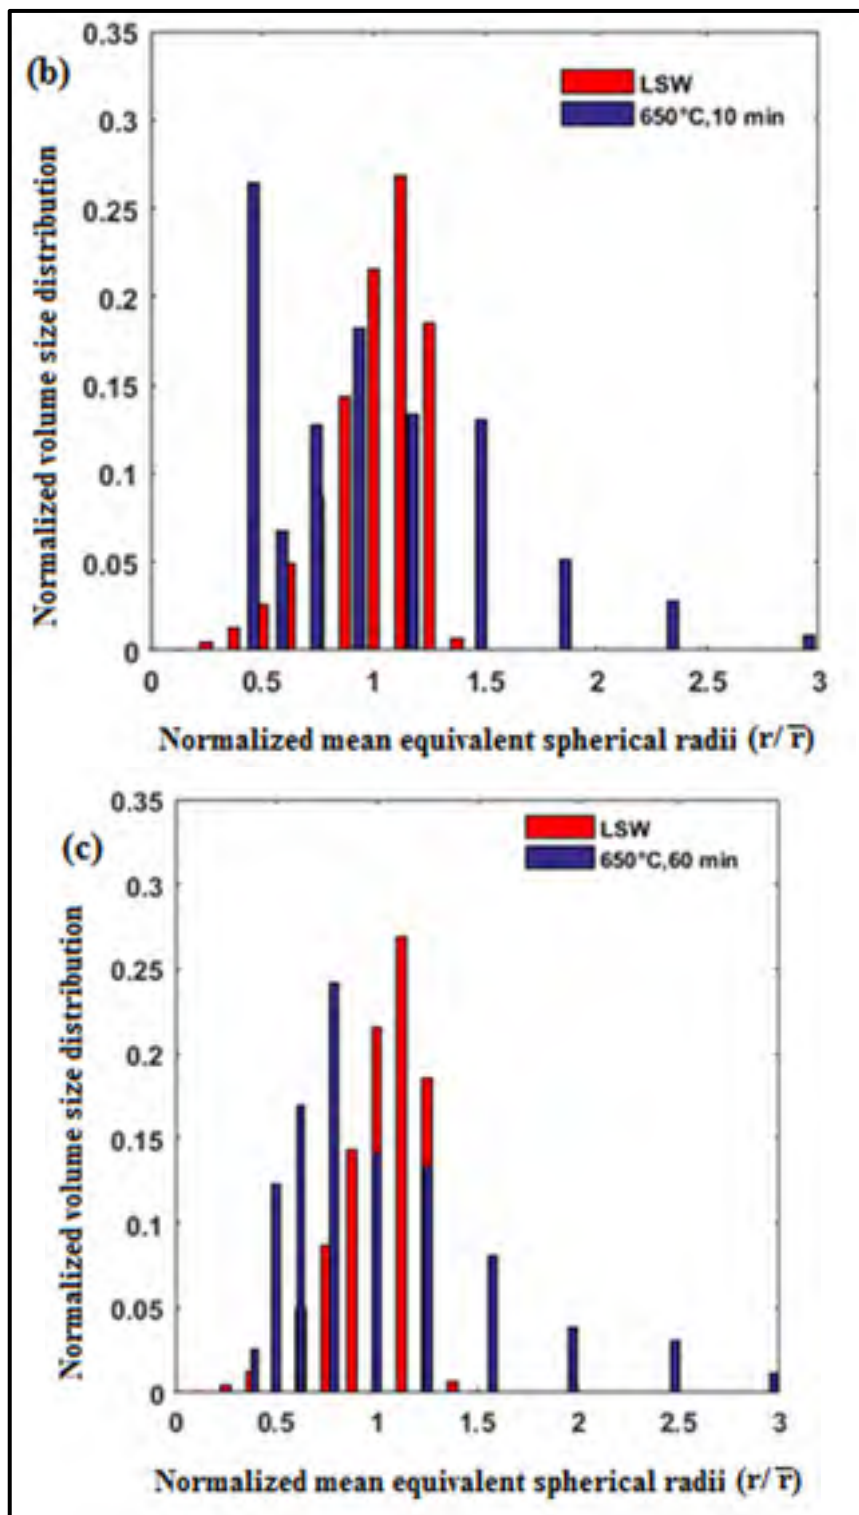 (b)
0.35
0.3
0.25
0.2
0.15
0.1
0.05
0
Normalized volume size distribution
LSW
650°C,10 min
0 0.5 1 1.5 2 2.5 3
Normalized mean equivalent spherical radii (r/r̅)
(c)
0.35
0.3
0.25
0.2
0.15
0.1
0.05
0
Normalized volume size distribution
LSW
650°C,60 min
0 0.5 1 1.5 2 2.5 3
Normalized mean equivalent spherical radii (r/r̅)